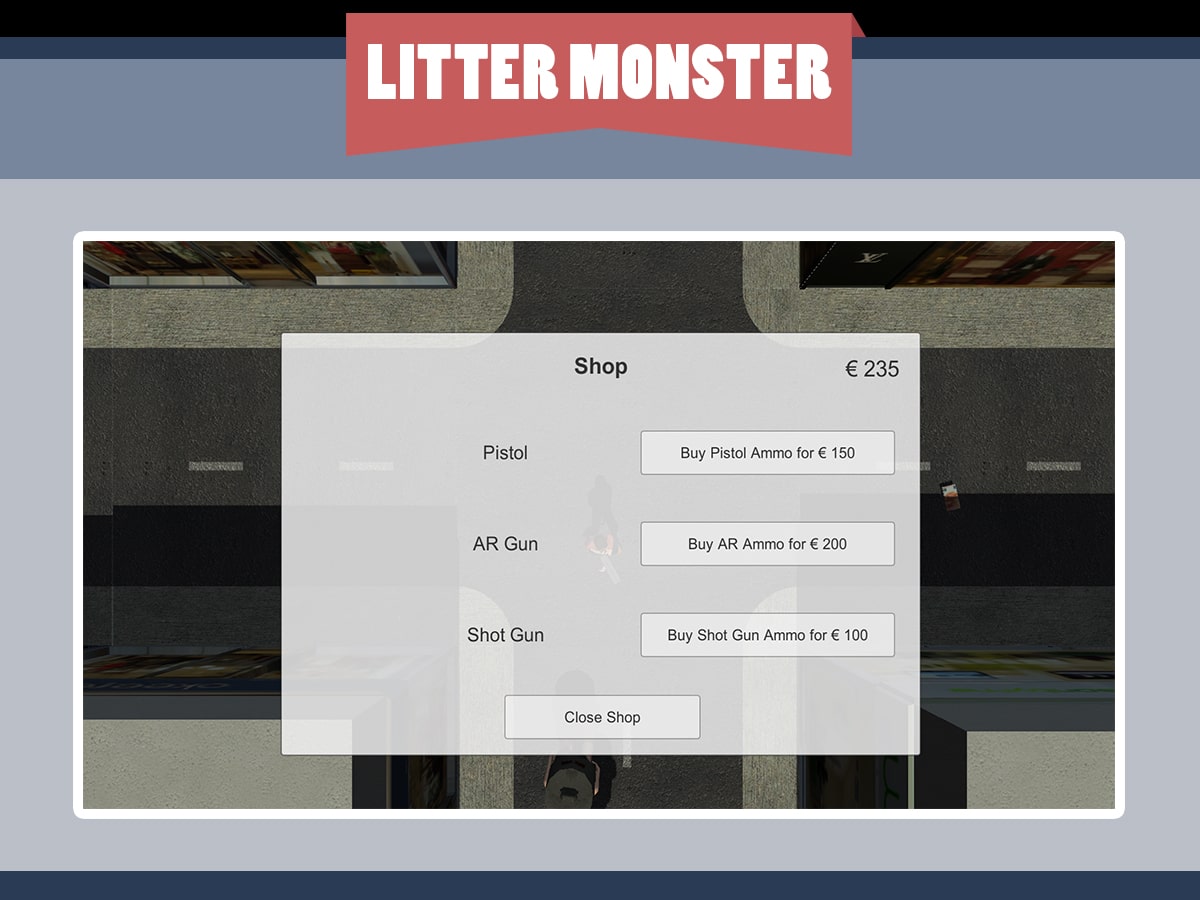 LITTER MONSTER
Shop
€ 235
Pistol
Buy Pistol Ammo for € 150
AR Gun
Buy AR Ammo for € 200
Shot Gun
Buy Shot Gun Ammo for € 100
Close Shop